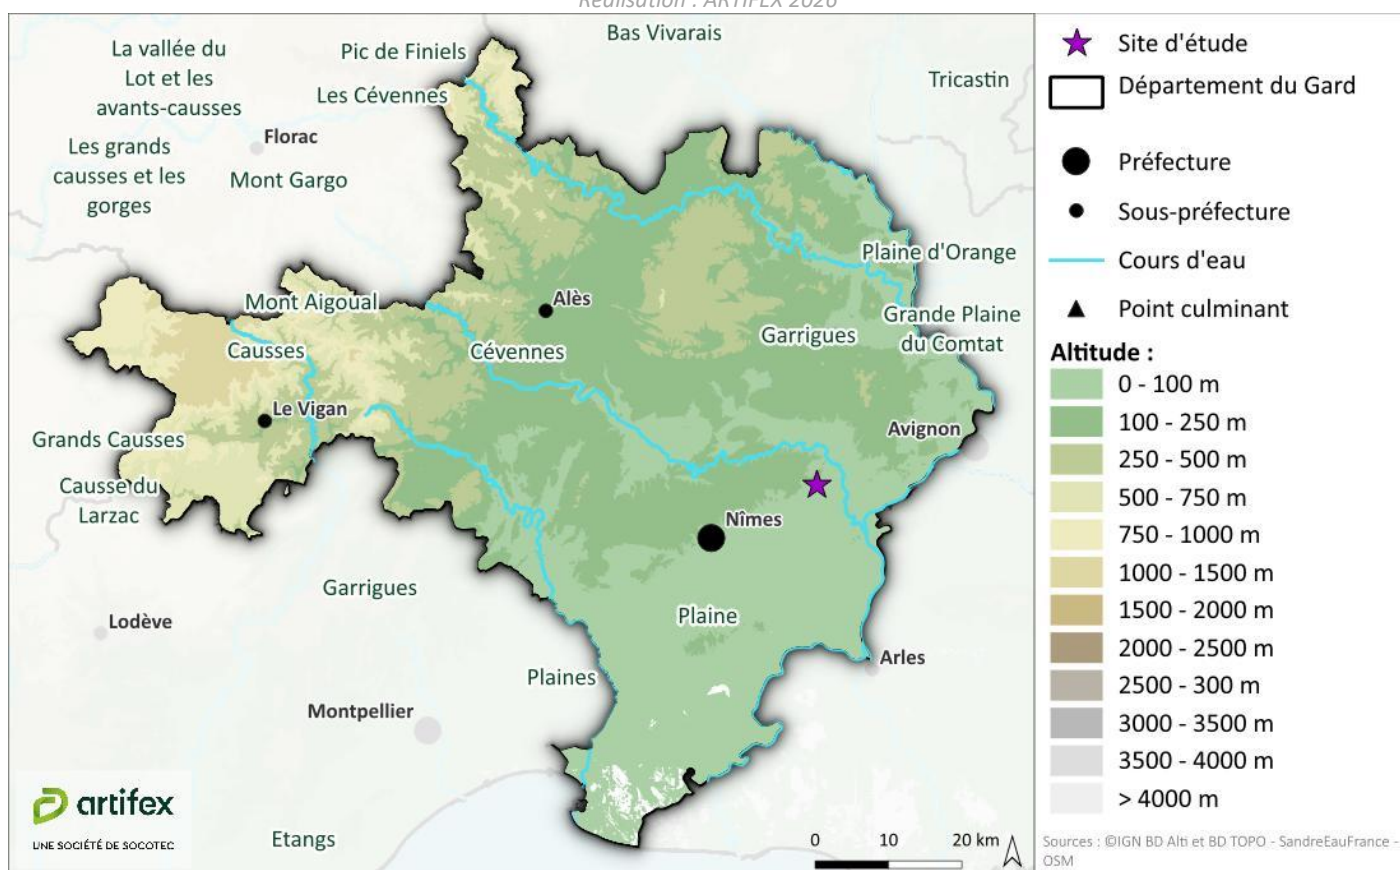 Réalisation : ARTIFEX 2026
La vallée du
Lot et les
avants-causses
Pic de Finiels
Bas Vivarais
Tricastin
Les Cévennes
Florac
Les grands
causses et les
gorges
Mont Gargo
Plaine d'Orange
Mont Aigoual
Alès
Grande Plaine
du Comtat
Garrigues
Causses
Cévennes
Le Vigan
Avignon
Grands Causses
Causse du
Larzac
Nîmes
Garrigues
Plaine
Lodève
Arles
Plaines
Montpellier
Etangs
artifex
UNE SOCIÉTÉ DE SOCOTEC
0 10 20 km
Site d'étude
Département du Gard
Préfecture
Sous-préfecture
Cours d'eau
Point culminant
Altitude :
0 - 100 m
100 - 250 m
250 - 500 m
500 - 750 m
750 - 1000 m
1000 - 1500 m
1500 - 2000 m
2000 - 2500 m
2500 - 300 m
3000 - 3500 m
3500 - 4000 m
> 4000 m
Sources : ©IGN BD Alti et BD TOPO - SandreEauFrance -
OSM